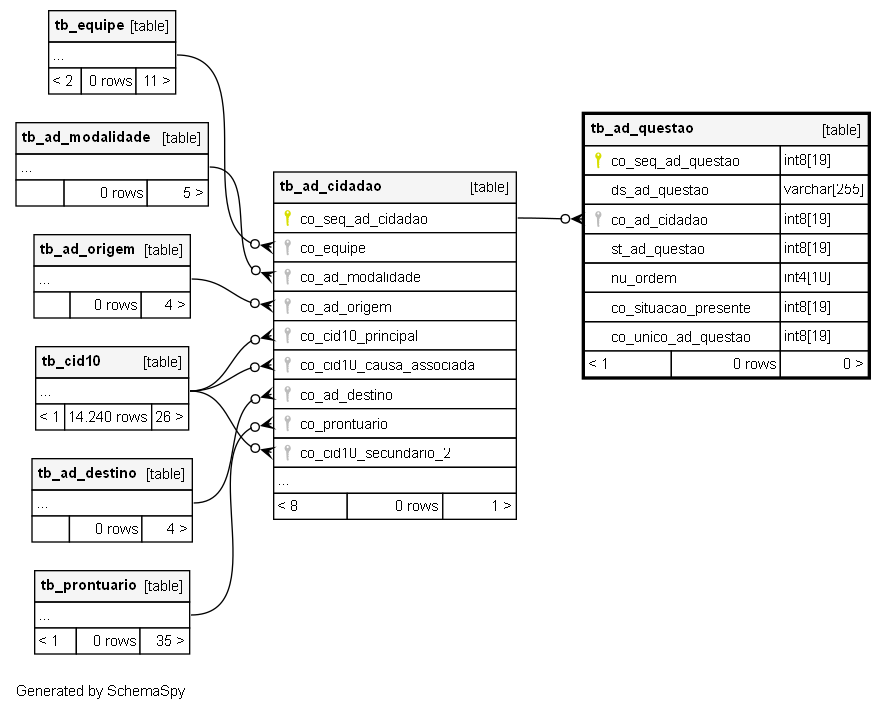 tb_equipe [table]
...
< 2 0 rows 11 >
tb_ad_modalidade [table]
...
0 rows 5 >
tb_ad_origem [table]
...
0 rows 4 >
tb_cid10 [table]
...
< 1 14.240 rows 26 >
tb_ad_destino [table]
...
0 rows 4 >
tb_prontuario [table]
...
< 1 0 rows 35 >
tb_ad_cidadao [table]
co_seq_ad_cidadao
co_equipe
co_ad_modalidade
co_ad_origem
co_cid10_principal
co_cid10_causa_associada
co_ad_destino
co_prontuario
co_cid10_secundario_2
...
< 8 0 rows 1 >
tb_ad_questao [table]
co_seq_ad_questao int8[19]
ds_ad_questao varchar[255]
co_ad_cidadao int8[19]
st_ad_questao int8[19]
nu_ordem int4[10]
co_situacao_presente int8[19]
co_unico_ad_questao int8[19]
< 1 0 rows 0 >
Generated by SchemaSpy